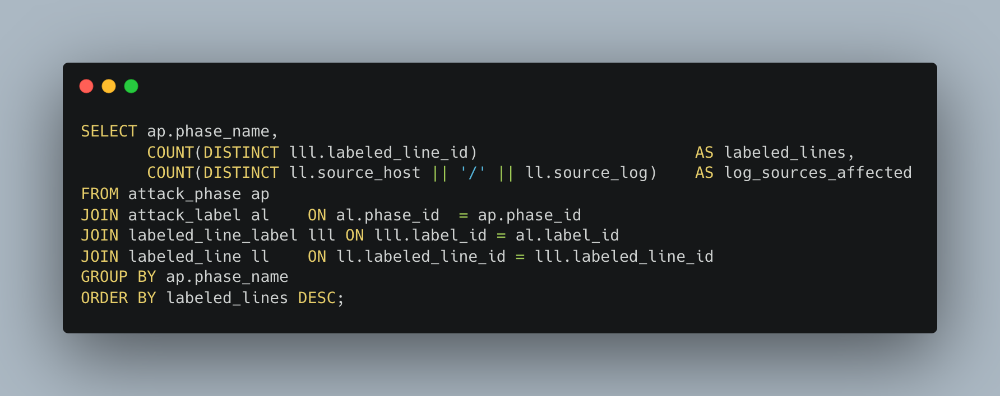 SELECT ap.phase_name,
       COUNT(DISTINCT lll.labeled_line_id)                       AS labeled_lines,
       COUNT(DISTINCT ll.source_host || '/' || ll.source_log)    AS log_sources_affected
FROM attack_phase ap
JOIN attack_label al    ON al.phase_id  = ap.phase_id
JOIN labeled_line_label lll ON lll.label_id = al.label_id
JOIN labeled_line ll    ON ll.labeled_line_id = lll.labeled_line_id
GROUP BY ap.phase_name
ORDER BY labeled_lines DESC;